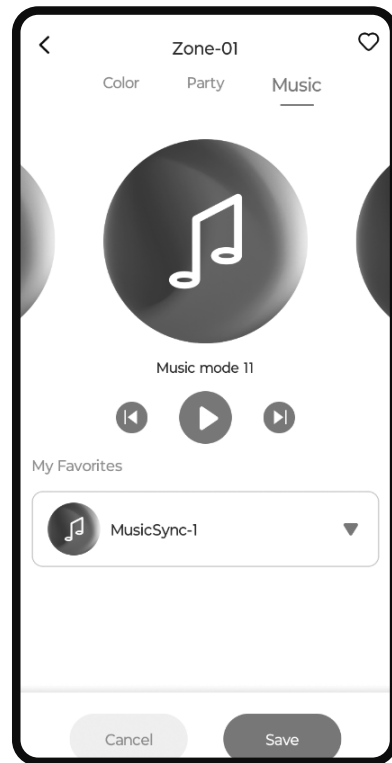 Zone-01
Color Party Music
Music mode 11
My Favorites
MusicSync-1
Cancel Save